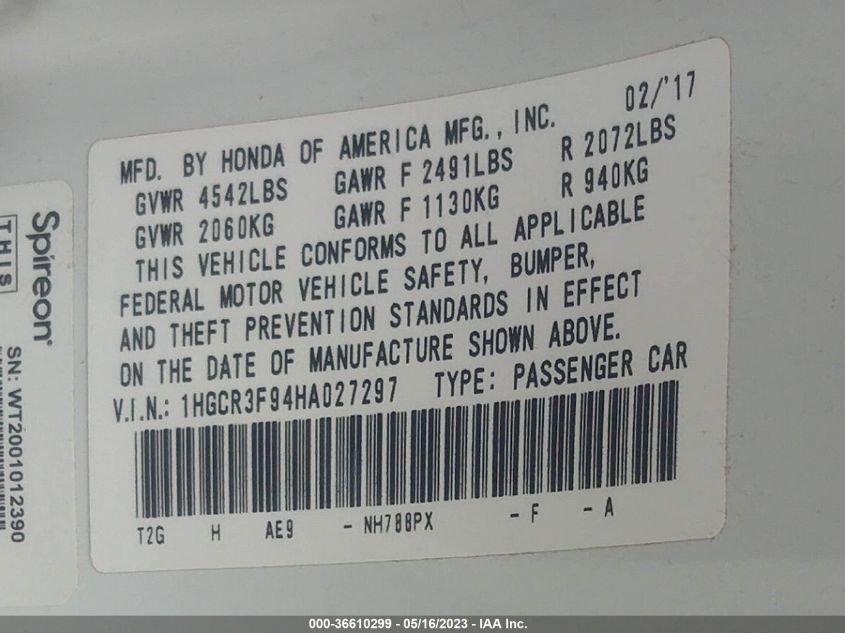 MFD. BY HONDA OF AMERICA MFG., INC. 02/'17
GVWR 4542LBS GAWR F 2491LBS R 2072LBS
GVWR 2060KG GAWR F 1130KG R 940KG
THIS VEHICLE CONFORMS TO ALL APPLICABLE
FEDERAL MOTOR VEHICLE SAFETY, BUMPER,
AND THEFT PREVENTION STANDARDS IN EFFECT
ON THE DATE OF MANUFACTURE SHOWN ABOVE.
V.I.N.: 1HGCR3F94HA027297 TYPE: PASSENGER CAR
T2G H AE9 - NH788PX - F - A
Spireon
THIS
SN: WT2001012390
000-36610299 - 05/16/2023 - IAA Inc.